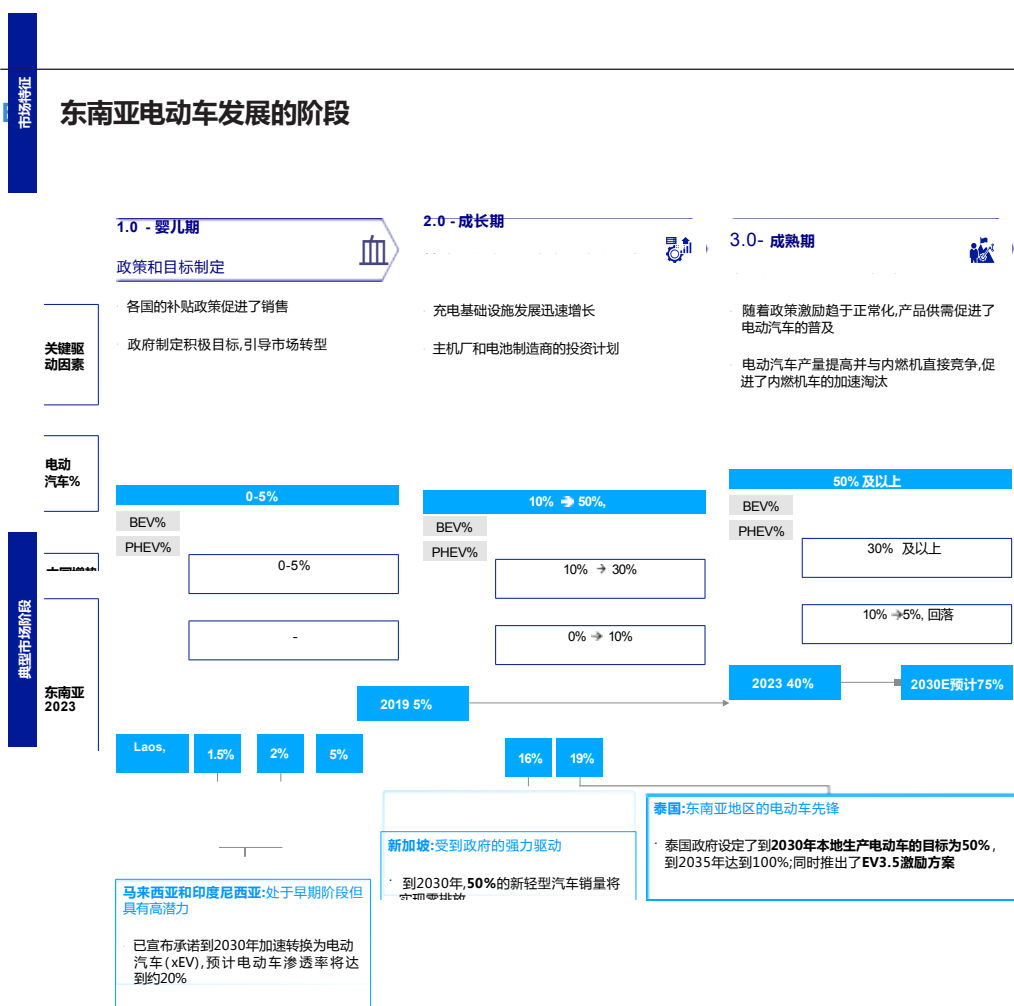 市场特征
东南亚电动车发展的阶段
1.0 - 婴儿期
政策和目标制定
2.0 - 成长期
3.0- 成熟期
关键驱
动因素
各国的补贴政策促进了销售
政府制定积极目标,引导市场转型
充电基础设施发展迅速增长
主机厂和电池制造商的投资计划
随着政策激励趋于正常化,产品供需促进了
电动汽车的普及
电动汽车产量提高并与内燃机直接竞争,促
进了内燃机车的加速淘汰
电动
汽车%
0-5%
BEV%
PHEV%
0-5%
-
10% → 50%,
BEV%
PHEV%
10% → 30%
0% → 10%
50% 及以上
BEV%
PHEV%
30% 及以上
10% →5%, 回落
典型市场阶段
2019 5%
2023 40%
2030E预计75%
东南亚
2023
Laos,
1.5%
2%
5%
16%
19%
马来西亚和印度尼西亚:处于早期阶段但
具有高潜力
· 已宣布承诺到2030年加速转换为电动
汽车(xEV),预计电动车渗透率将达
到约20%
新加坡:受到政府的强力驱动
· 到2030年,50%的新轻型汽车销量将
实现零排放
泰国:东南亚地区的电动车先锋
· 泰国政府设定了到2030年本地生产电动车的目标为50%,
到2035年达到100%;同时推出了EV3.5激励方案